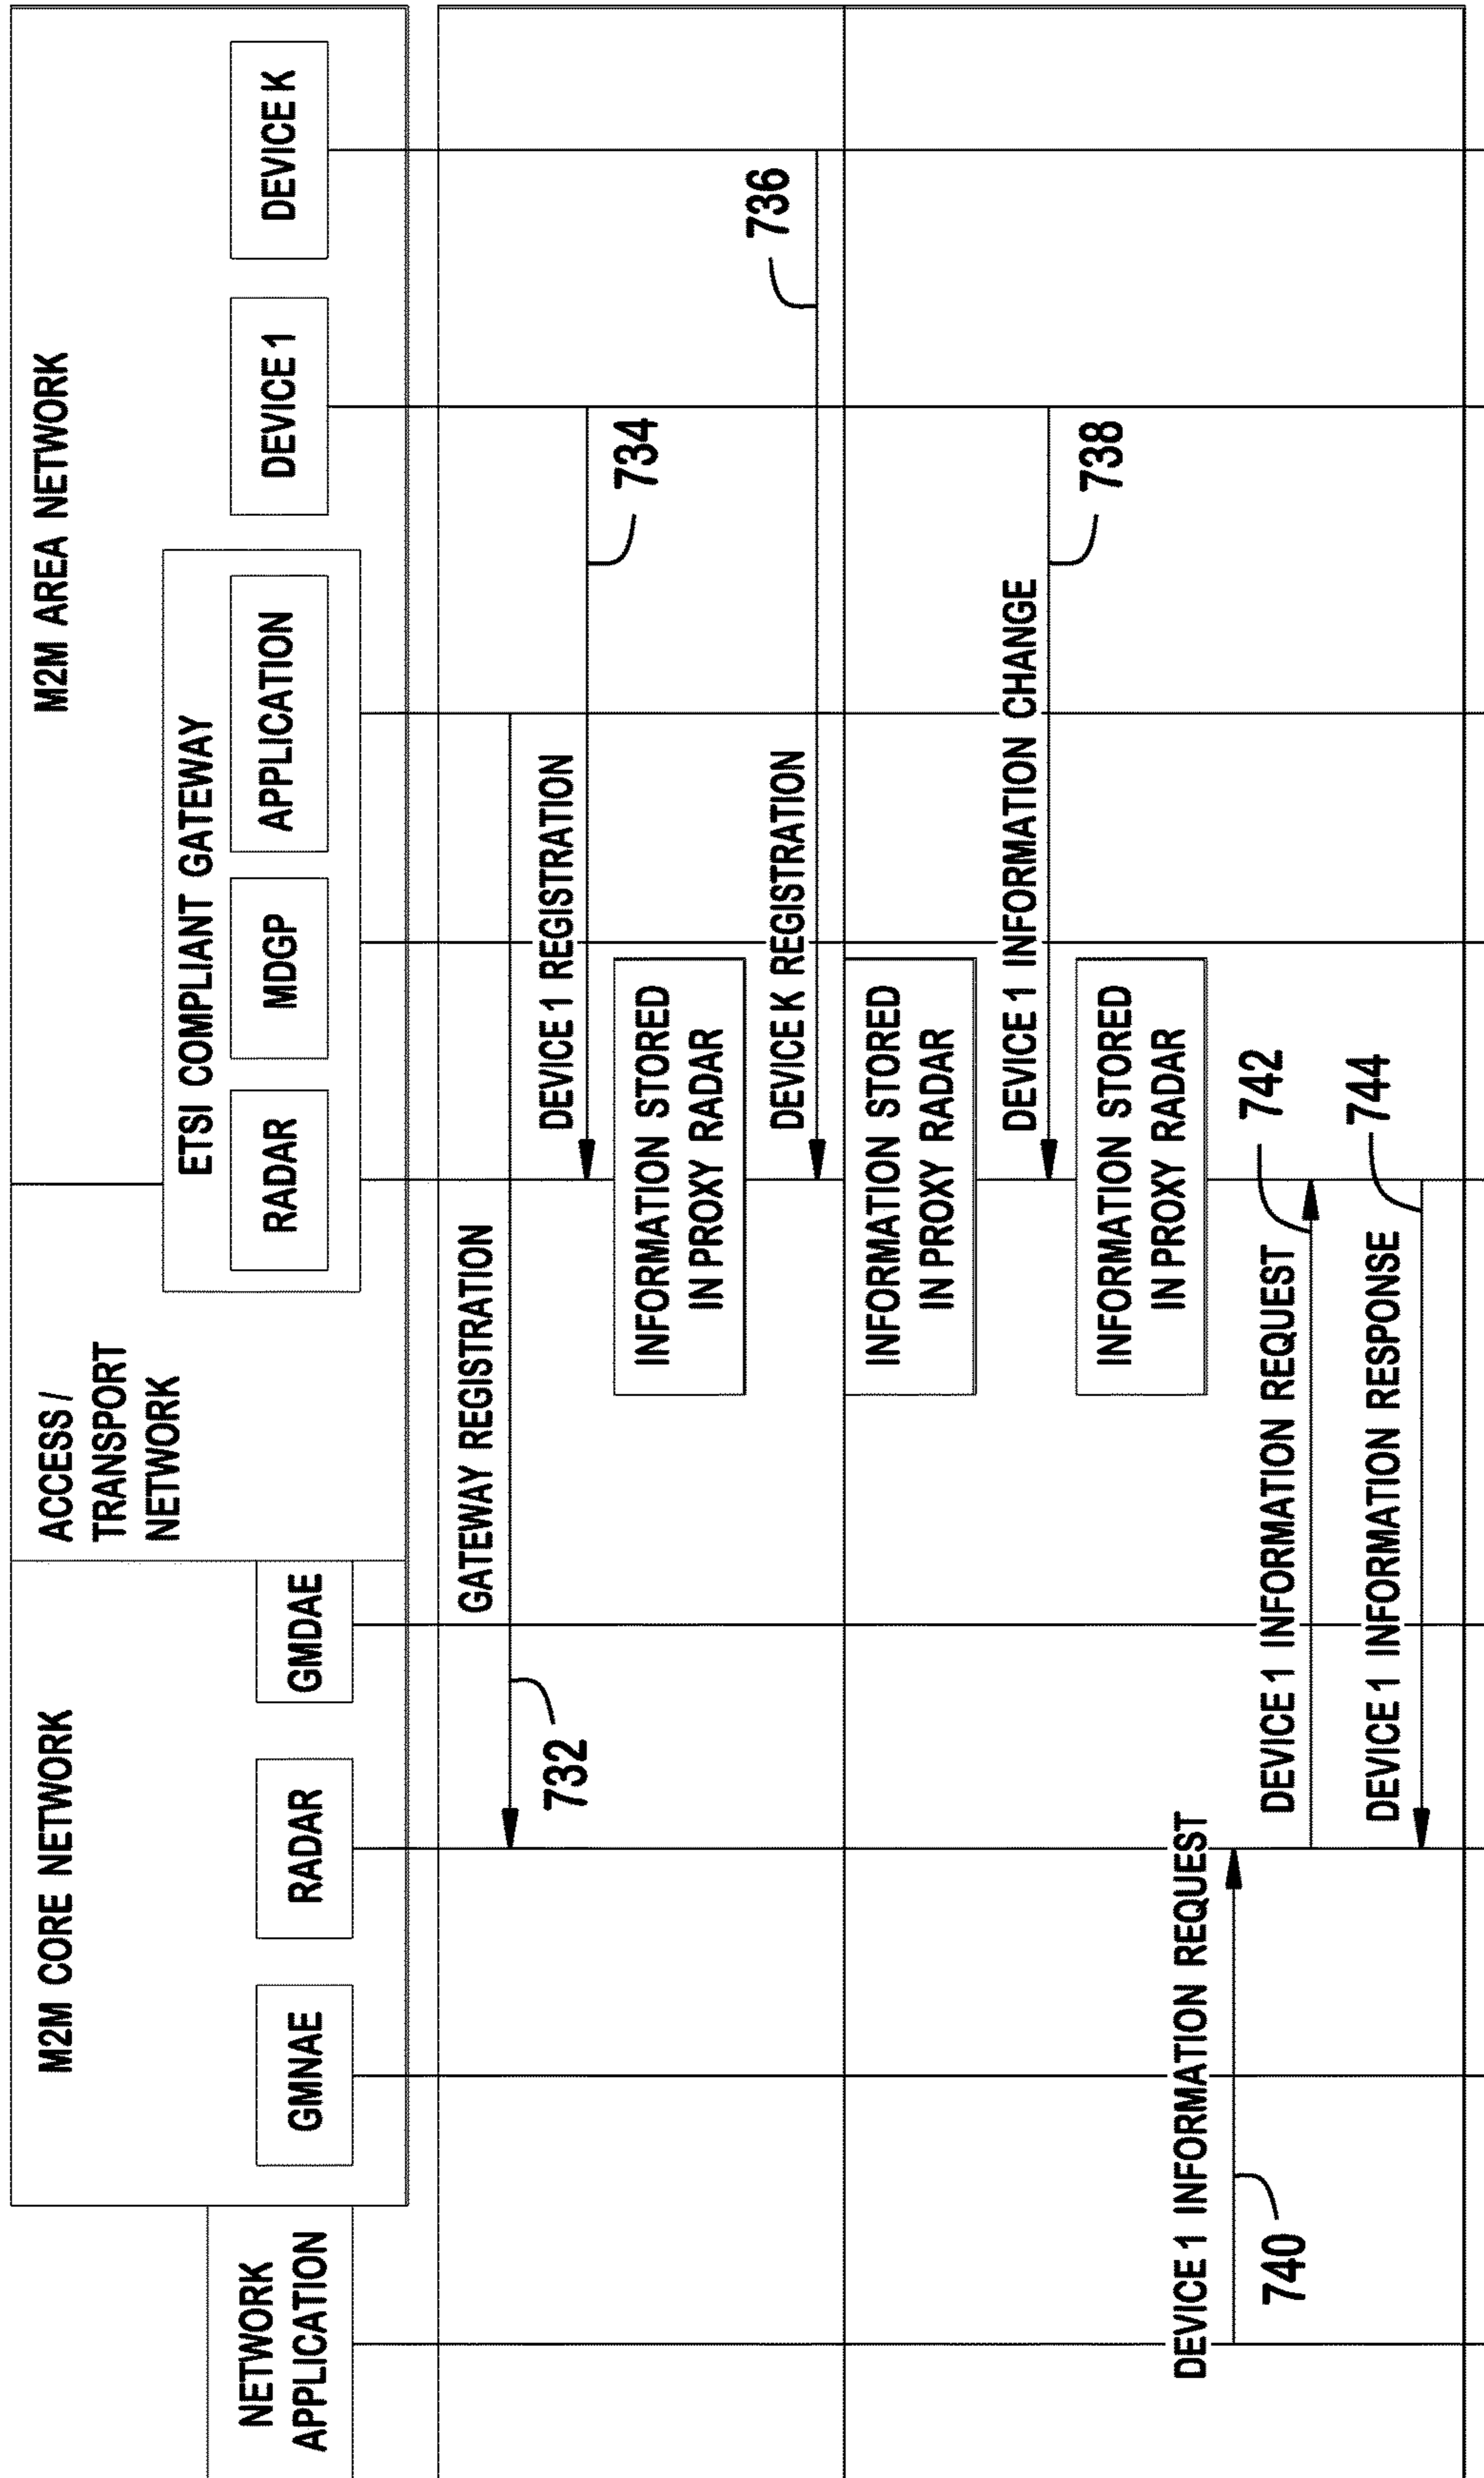 NETWORK
APPLICATION
M2M CORE NETWORK
GMNAE
RADAR
GMDAE
ACCESS /
TRANSPORT
NETWORK
M2M AREA NETWORK
ETSI COMPLIANT GATEWAY
RADAR
MDGP
APPLICATION
DEVICE 1
DEVICE K
GATEWAY REGISTRATION
732
DEVICE 1 REGISTRATION
734
INFORMATION STORED
IN PROXY RADAR
DEVICE K REGISTRATION
736
INFORMATION STORED
IN PROXY RADAR
DEVICE 1 INFORMATION CHANGE
738
INFORMATION STORED
IN PROXY RADAR
DEVICE 1 INFORMATION REQUEST
740
DEVICE 1 INFORMATION REQUEST
742
DEVICE 1 INFORMATION RESPONSE
744